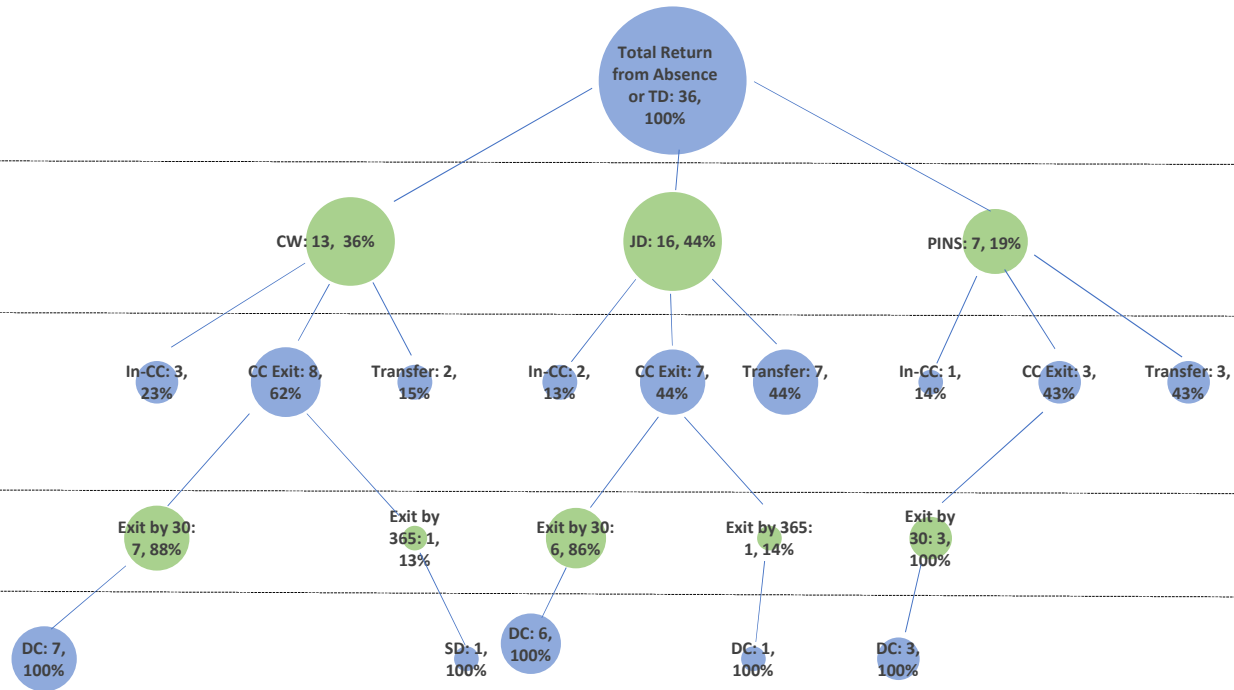 Total Return
from Absence
or TD: 36,
100%
CW: 13,  36%
JD: 16, 44%
PINS: 7, 19%
In-CC: 3,
23%
CC Exit: 8,
62%
Transfer: 2,
15%
In-CC: 2,
13%
CC Exit: 7,
44%
Transfer: 7,
44%
In-CC: 1,
14%
CC Exit: 3,
43%
Transfer: 3,
43%
Exit by 30:
7, 88%
Exit by
365: 1,
13%
Exit by 30:
6, 86%
Exit by 365:
1, 14%
Exit by
30: 3,
100%
DC: 7,
100%
SD: 1,
100%
DC: 6,
100%
DC: 1,
100%
DC: 3,
100%